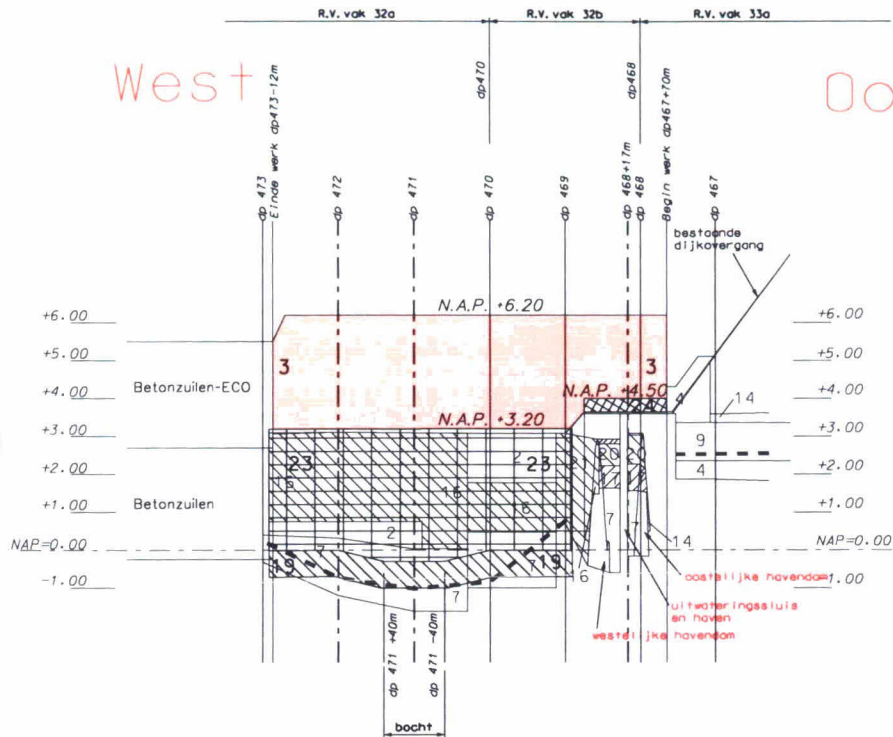 R.V. vak 32a
R.V. vak 32b
R.V. vak 33a
West
Oo
dp470
dp468
dp 473
Einde werk dp473-12m
dp 472
dp 471
dp 470
dp 469
dp 468+17m
dp 468
Begin werk dp467+70m
dp 467
bestaande
dijkovergang
N.A.P. +6.20
+6.00
+6.00
+5.00
+5.00
3
3
Betonzuilen-ECO
+4.00
N.A.P. +4.50
+4.00
4
14
N.A.P. +3.20
+3.00
+3.00
9
23
23
20
20
+2.00
4
+2.00
16
Betonzuilen
+1.00
16
7
7
+1.00
2
14
NAP=0.00
NAP=0.00
7
19
19
7
6
-1.00
1.00
7
oostelijke havendam
uitwateringssluis
en haven
westelijke havendam
dp 471 +40m
dp 471 -40m
bocht